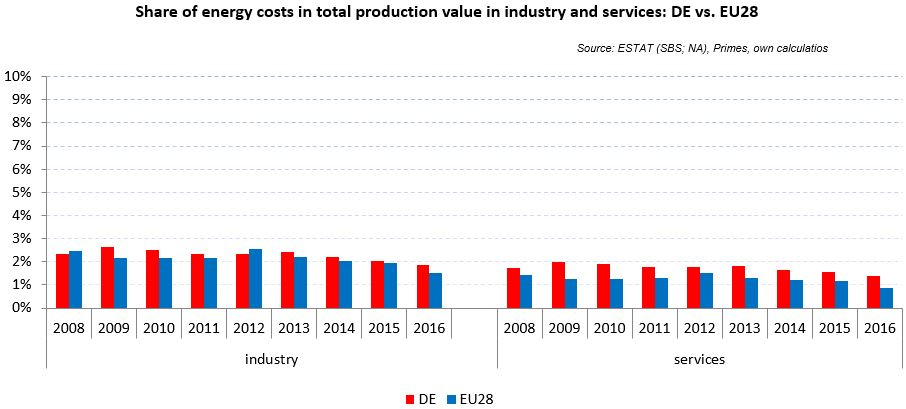 Share of energy costs in total production value in industry and services: DE vs. EU28
Source: ESTAT (SBS; NA), Primes, own calculatios
10%
9%
8%
7%
6%
5%
4%
3%
2%
1%
0%
2008 2009 2010 2011 2012 2013 2014 2015 2016 2008 2009 2010 2011 2012 2013 2014 2015 2016
industry services
DE EU28